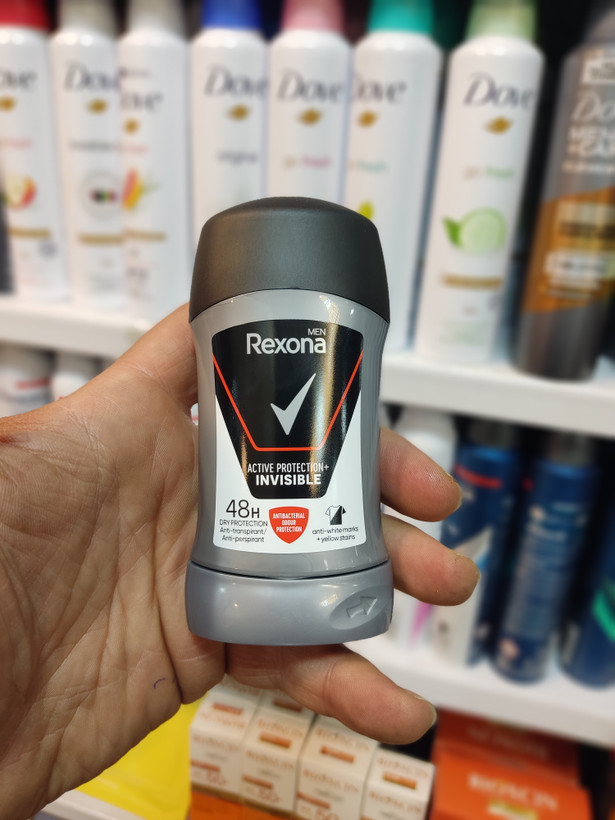 Dove
Dove
Dove
Dove
Dove
MEN
Rexona
ACTIVE PROTECTION+
INVISIBLE
48H
DRY PROTECTION
Anti-transpirant/
Anti-perspirant
ANTIBACTERIAL
ODOUR
PROTECTION
anti-white marks
+ yellow stains